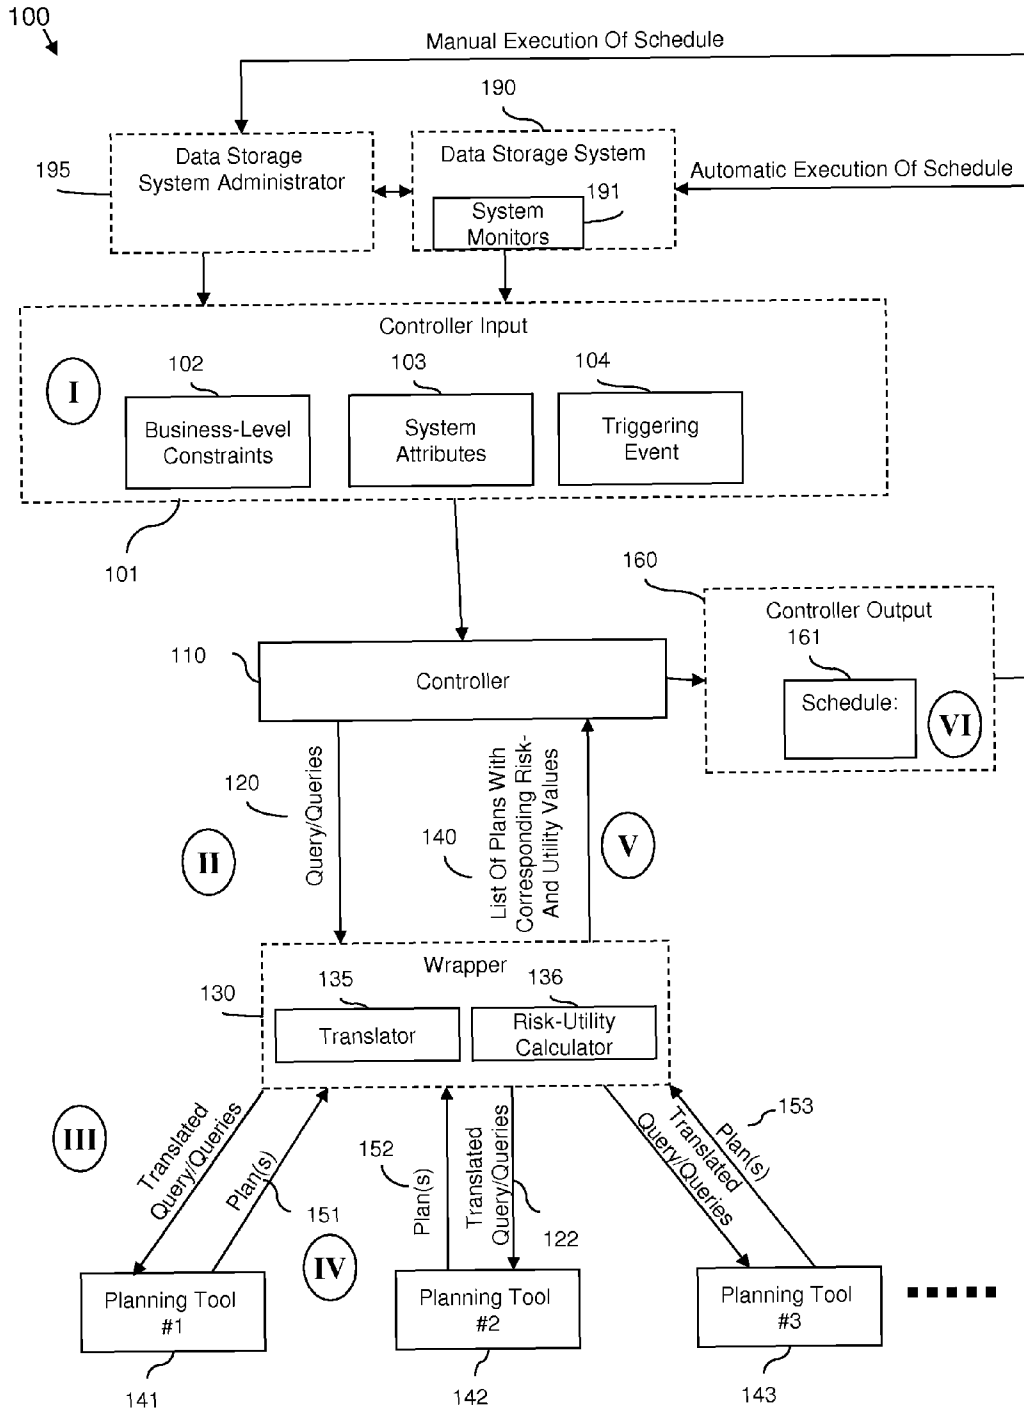 100
Manual Execution Of Schedule
190
195
Data Storage
System Administrator
Data Storage System
191
System
Monitors
Automatic Execution Of Schedule
Controller Input
I
102
103
104
Business-Level
Constraints
System
Attributes
Triggering
Event
101
160
Controller Output
161
Schedule:
VI
110
Controller
120
Query/Queries
II
140
List Of Plans With
Corresponding Risk-
And Utility Values
V
Wrapper
130
135
136
Translator
Risk-Utility
Calculator
III
Translated
Query/Queries
Plan(s)
151
IV
152
Plan(s)
Translated
Query/Queries
122
Translated
Query/Queries
Plan(s)
153
Planning Tool
#1
Planning Tool
#2
Planning Tool
#3
141
142
143